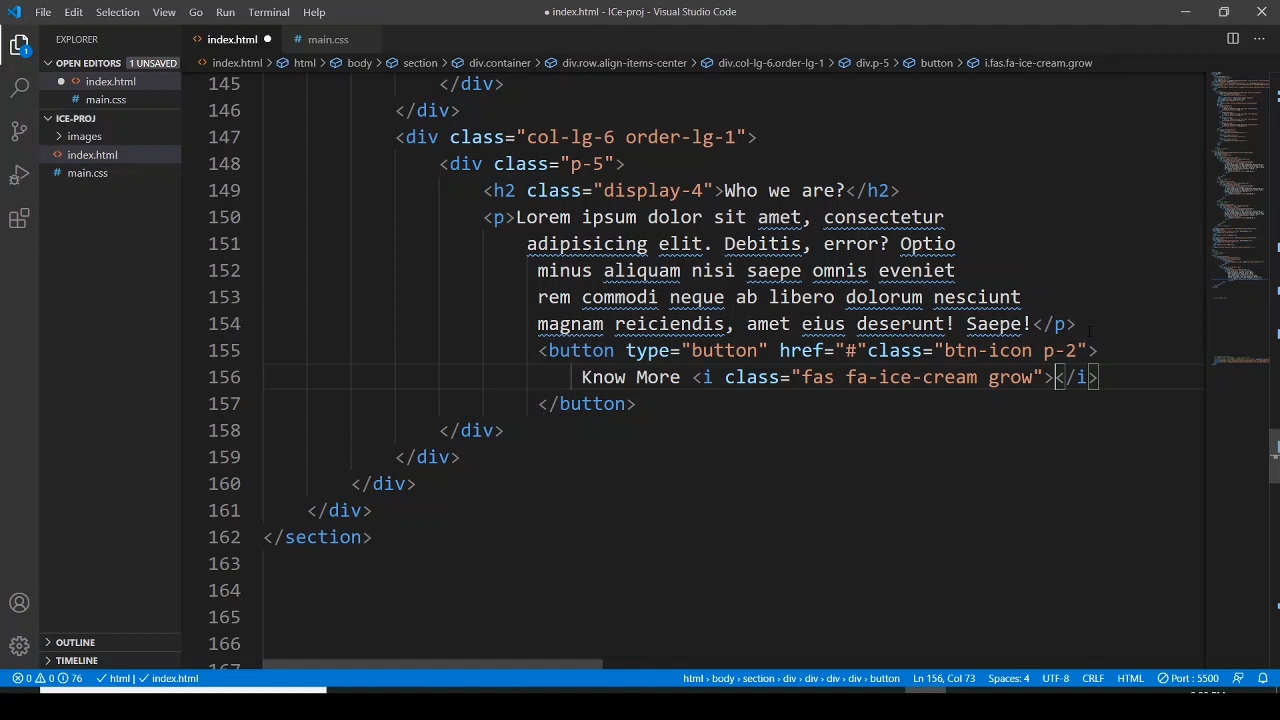 File Edit Selection View Go Run Terminal Help ● index.html - ICe-proj - Visual Studio Code
EXPLORER
OPEN EDITORS 1 UNSAVED
● index.html
main.css
ICE-PROJ
images
index.html
main.css
OUTLINE
TIMELINE
1
index.html ● main.css
index.html > html > body > section > div.container > div.row.align-items-center > div.col-lg-6.order-lg-1 > div.p-5 > button > i.fas.fa-ice-cream.grow
145 </div>
146 </div>
147 <div class="col-lg-6 order-lg-1">
148 <div class="p-5">
149 <h2 class="display-4">Who we are?</h2>
150 <p>Lorem ipsum dolor sit amet, consectetur
151 adipisicing elit. Debitis, error? Optio
152 minus aliquam nisi saepe omnis eveniet
153 rem commodi neque ab libero dolorum nesciunt
154 magnam reiciendis, amet eius deserunt! Saepe!</p>
155 <button type="button" href="#"class="btn-icon p-2">
156 Know More <i class="fas fa-ice-cream grow"></i>
157 </button>
158 </div>
159 </div>
160 </div>
161 </div>
162 </section>
163
164
165
166
167
0 0 76 html | index.html html > body > section > div > div > div > div > button Ln 156, Col 73 Spaces: 4 UTF-8 CRLF HTML Port : 5500